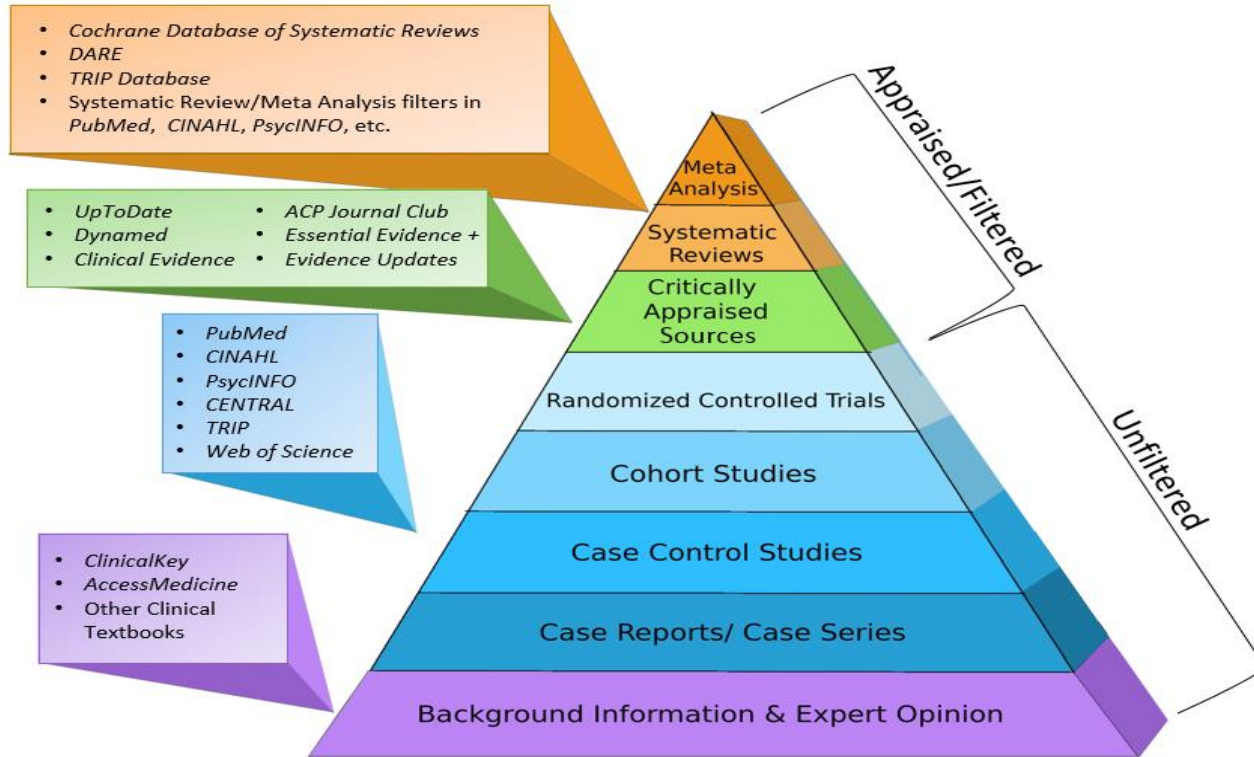 • Cochrane Database of Systematic Reviews
• DARE
• TRIP Database
• Systematic Review/Meta Analysis filters in
PubMed, CINAHL, PsycINFO, etc.
• UpToDate
• Dynamed
• Clinical Evidence
• ACP Journal Club
• Essential Evidence +
• Evidence Updates
• PubMed
• CINAHL
• PsycINFO
• CENTRAL
• TRIP
• Web of Science
• ClinicalKey
• AccessMedicine
• Other Clinical
Textbooks
Meta
Analysis
Systematic
Reviews
Critically
Appraised
Sources
Randomized Controlled Trials
Cohort Studies
Case Control Studies
Case Reports/ Case Series
Background Information & Expert Opinion
Appraised/Filtered
Unfiltered